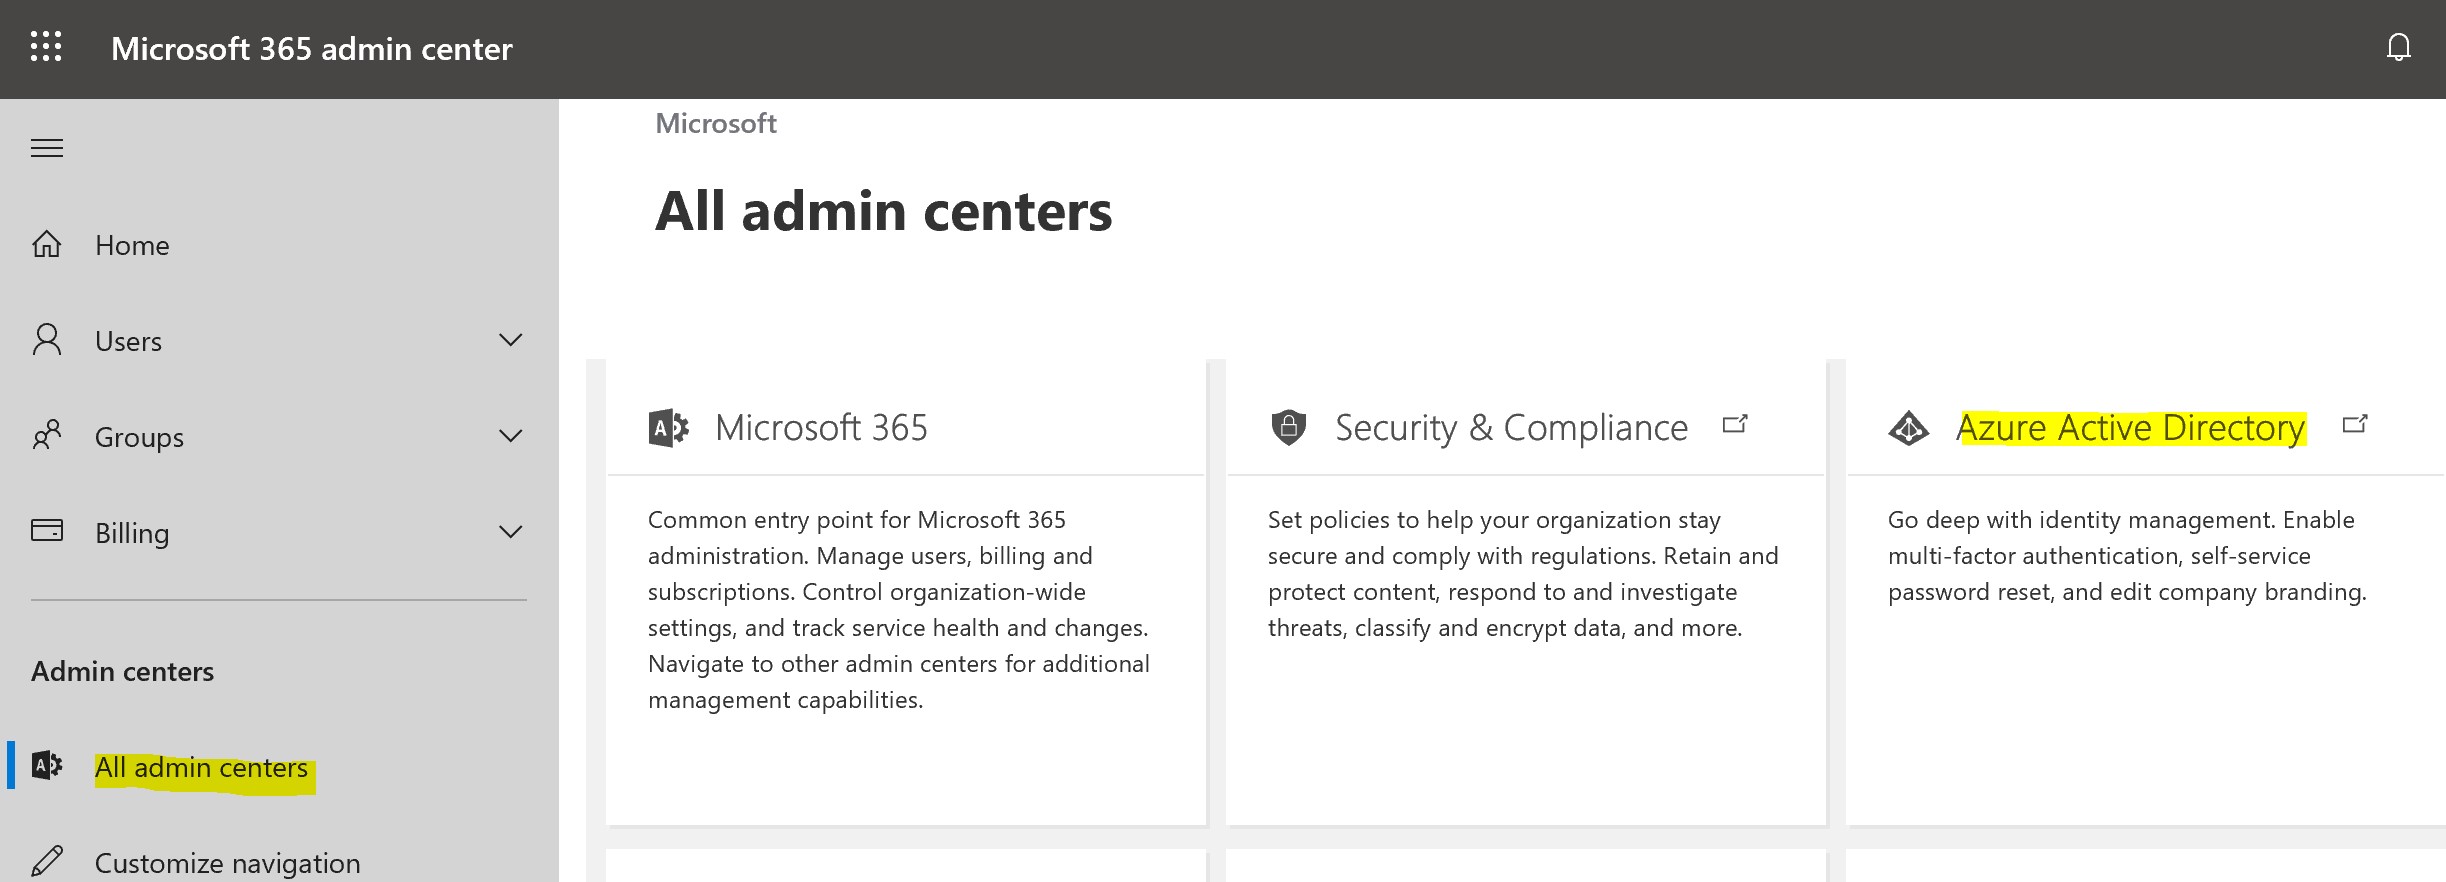 Microsoft 365 admin center
Home
Users
Groups
Billing
Admin centers
All admin centers
Customize navigation
Microsoft
All admin centers
Microsoft 365
Common entry point for Microsoft 365
administration. Manage users, billing and
subscriptions. Control organization-wide
settings, and track service health and changes.
Navigate to other admin centers for additional
management capabilities.
Security & Compliance
Set policies to help your organization stay
secure and comply with regulations. Retain and
protect content, respond to and investigate
threats, classify and encrypt data, and more.
Azure Active Directory
Go deep with identity management. Enable
multi-factor authentication, self-service
password reset, and edit company branding.